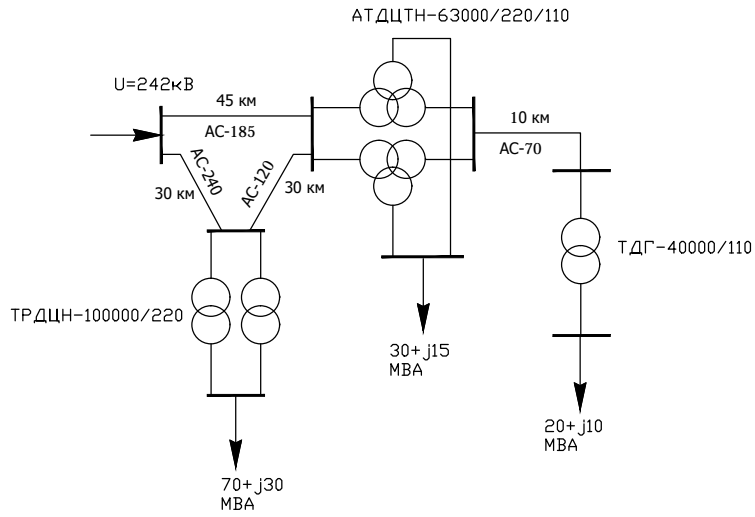 АТДЦТН-63000/220/110
U=242кВ
45 км
АС-185
10 км
АС-70
30 км
АС-240
АС-120
30 км
ТДГ-40000/110
ТРДЦН-100000/220
30+j15
МВА
20+j10
МВА
70+j30
МВА